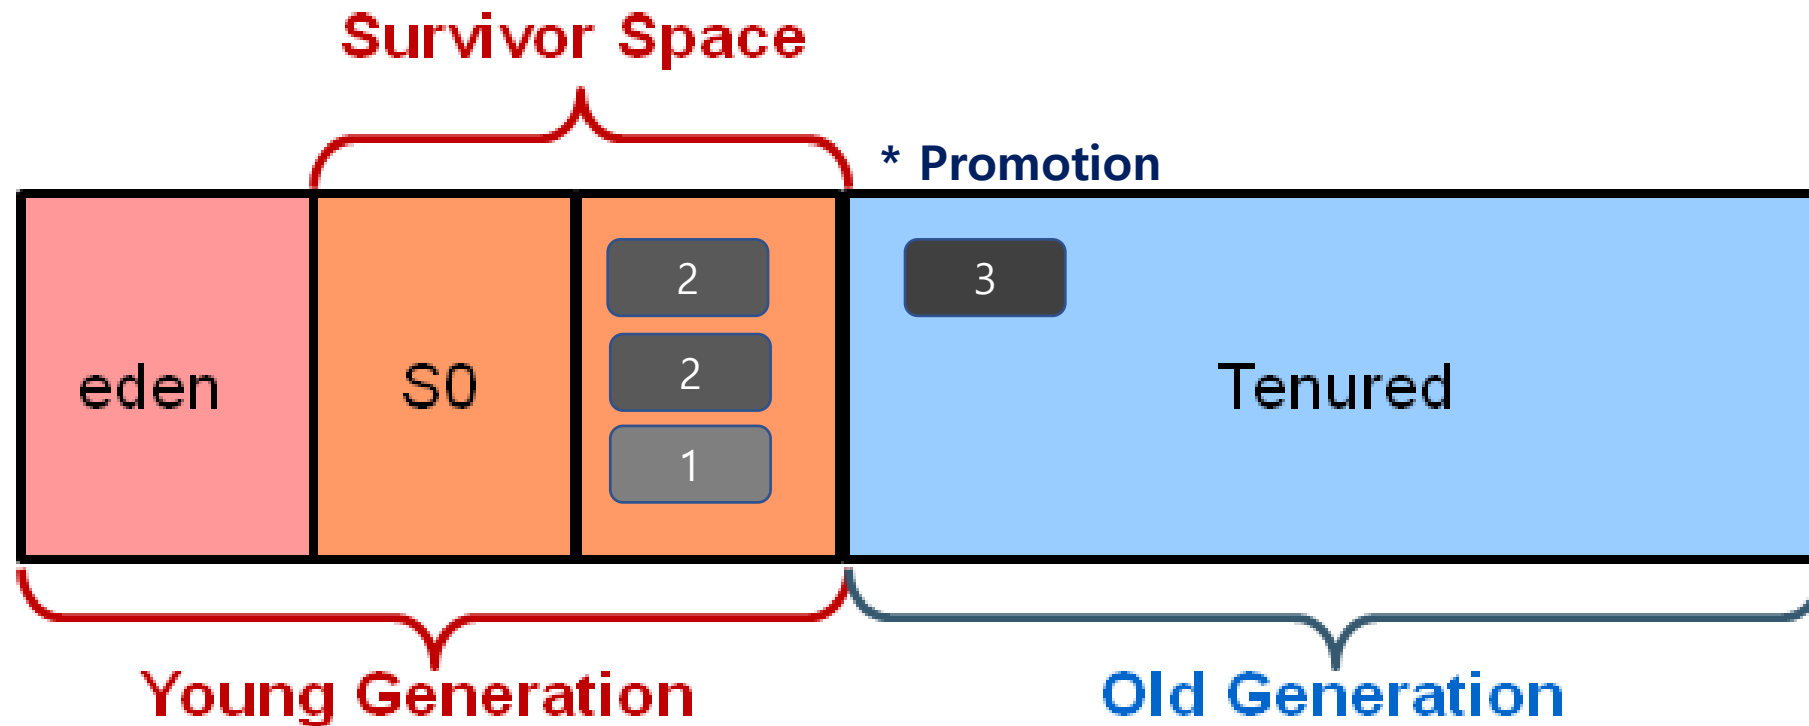 Survivor Space
* Promotion
2
3
2
1
eden
S0
Tenured
Young Generation
Old Generation